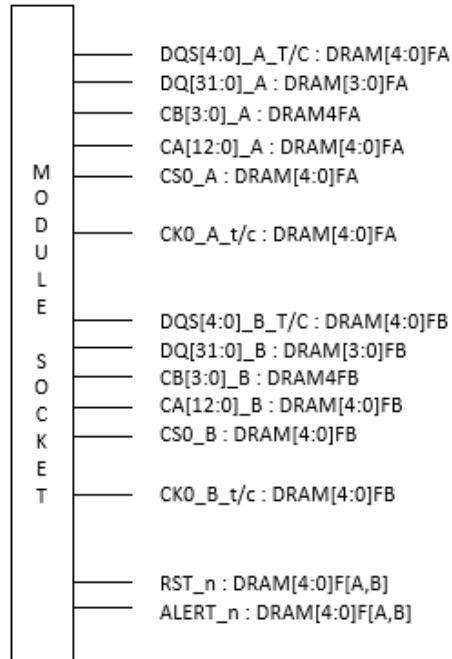 DQS[4:0]_A_T/C : DRAM[4:0]FA
DQ[31:0]_A : DRAM[3:0]FA
CB[3:0]_A : DRAM4FA
CA[12:0]_A : DRAM[4:0]FA
CS0_A : DRAM[4:0]FA
CK0_A_t/c : DRAM[4:0]FA
DQS[4:0]_B_T/C : DRAM[4:0]FB
DQ[31:0]_B : DRAM[3:0]FB
CB[3:0]_B : DRAM4FB
CA[12:0]_B : DRAM[4:0]FB
CS0_B : DRAM[4:0]FB
CK0_B_t/c : DRAM[4:0]FB
RST_n : DRAM[4:0]F[A,B]
ALERT_n : DRAM[4:0]F[A,B]
MODULE SOCKET